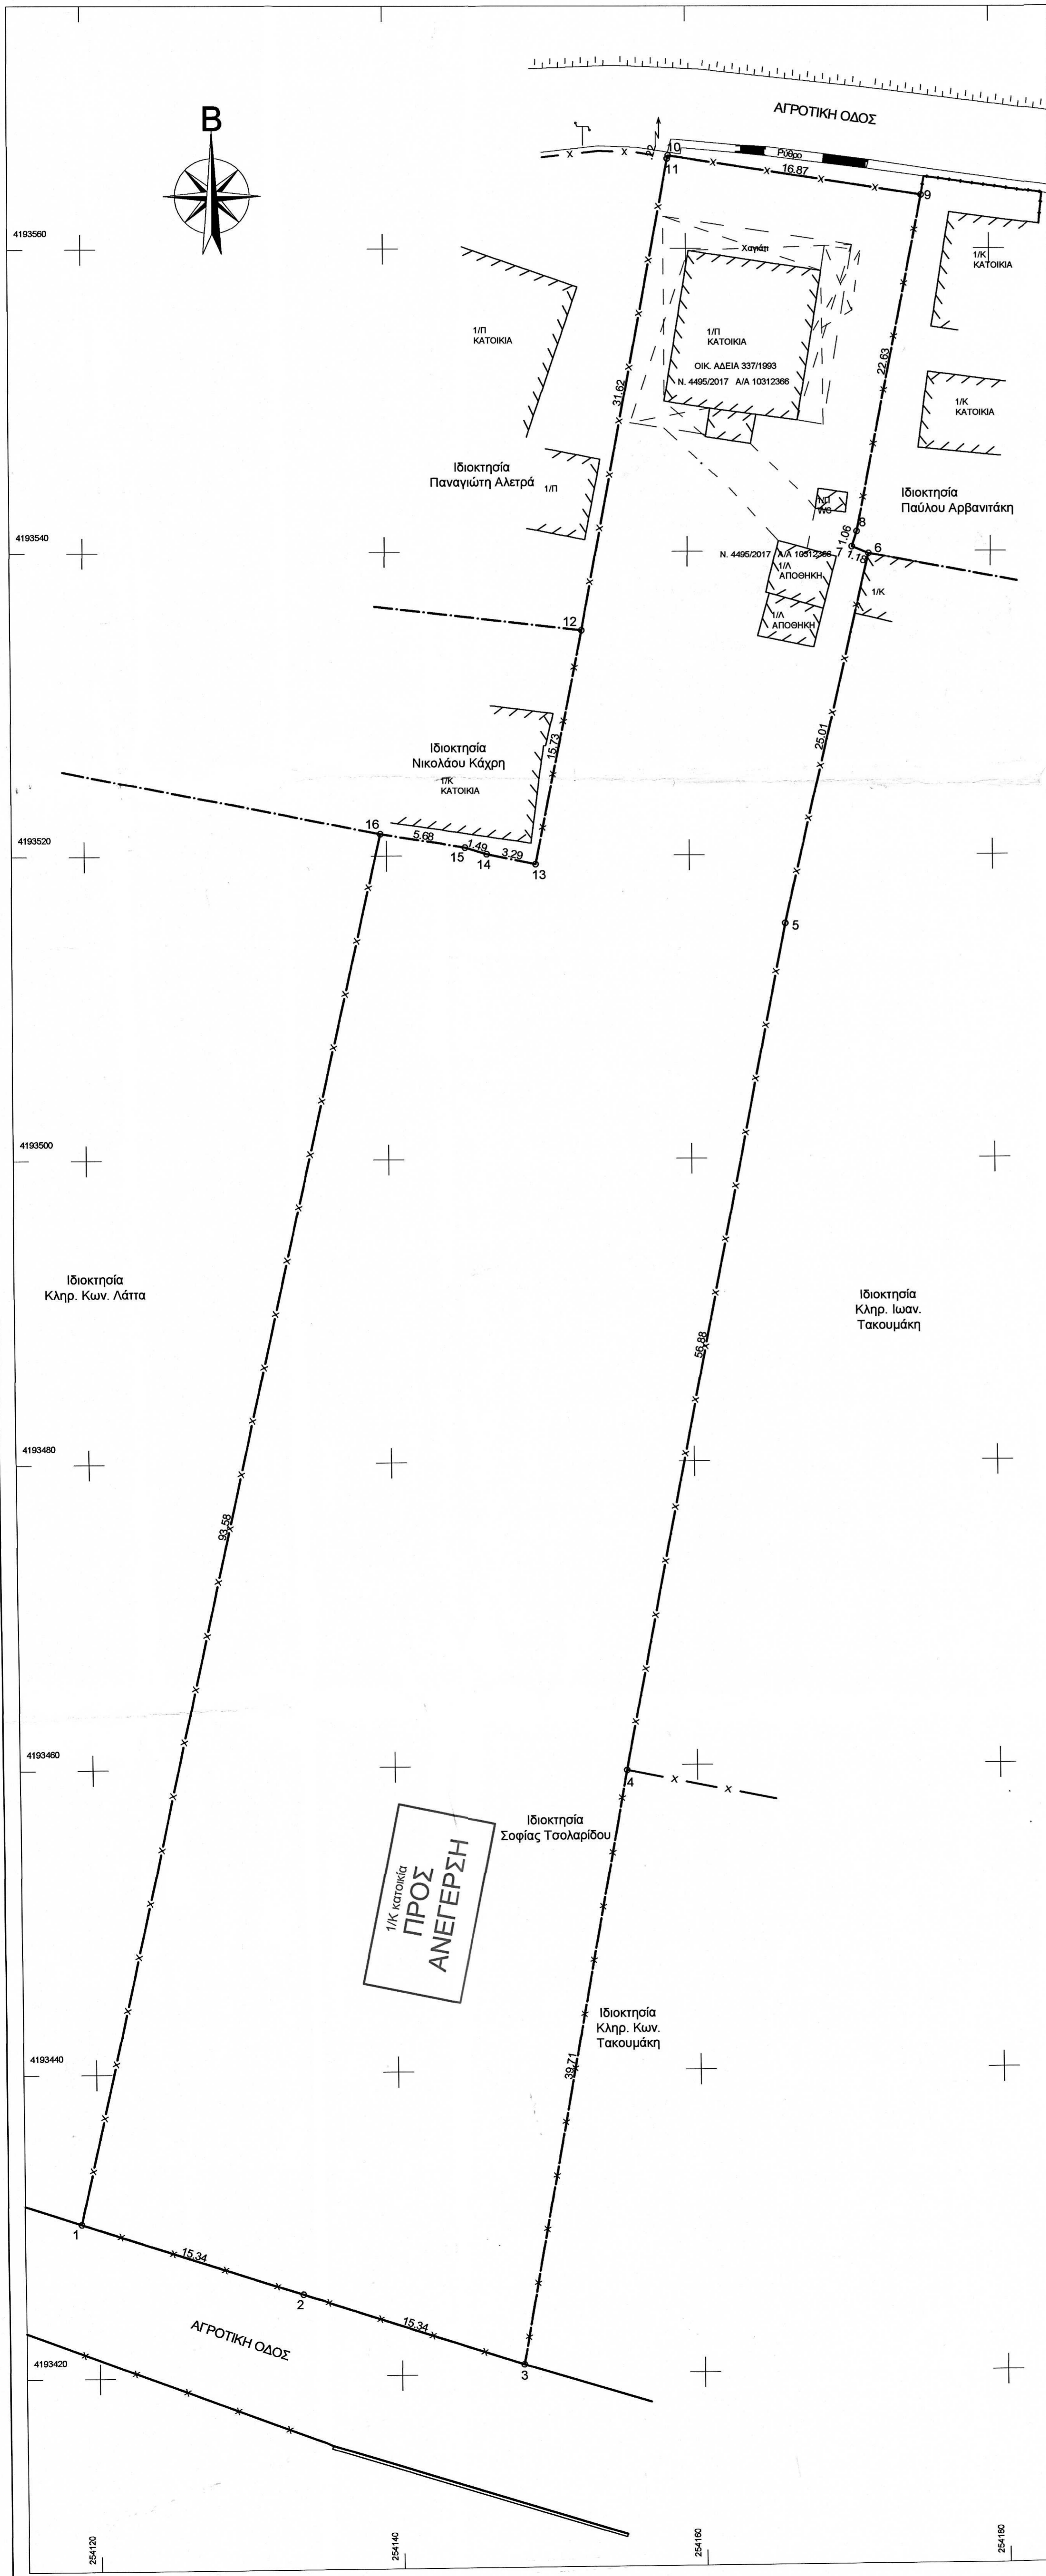 Β
ΑΓΡΟΤΙΚΗ ΟΔΟΣ
.22
10
11
Ρύθρο
16.87
9
4193560
1/Κ
ΚΑΤΟΙΚΙΑ
Χαγιάτι
1/Π
ΚΑΤΟΙΚΙΑ
1/Π
ΚΑΤΟΙΚΙΑ
ΟΙΚ. ΑΔΕΙΑ 337/1993
Ν. 4495/2017 Α/Α 10312366
31.62
22.63
1/Κ
ΚΑΤΟΙΚΙΑ
Ιδιοκτησία
Παναγιώτη Αλετρά
1/Π
Ιδιοκτησία
Παύλου Αρβανιτάκη
WC
8
1.06
4193540
Ν. 4495/2017 Α/Α 10312366
7
1.18
6
1/Λ
ΑΠΟΘΗΚΗ
1/Κ
1/Λ
ΑΠΟΘΗΚΗ
12
15.73
25.01
Ιδιοκτησία
Νικολάου Κάχρη
1/Κ
ΚΑΤΟΙΚΙΑ
16
5.68
15
1.49
14
3.29
13
4193520
5
4193500
Ιδιοκτησία
Κληρ. Κων. Λάττα
Ιδιοκτησία
Κληρ. Ιωαν.
Τακουμάκη
56.88
4193480
93.58
4193460
4
Ιδιοκτησία
Σοφίας Τσολαρίδου
1/Κ κατοικία
ΠΡΟΣ
ΑΝΕΓΕΡΣΗ
Ιδιοκτησία
Κληρ. Κων.
Τακουμάκη
39.71
4193440
1
15.34
2
15.34
3
ΑΓΡΟΤΙΚΗ ΟΔΟΣ
4193420
254120
254140
254160
254180